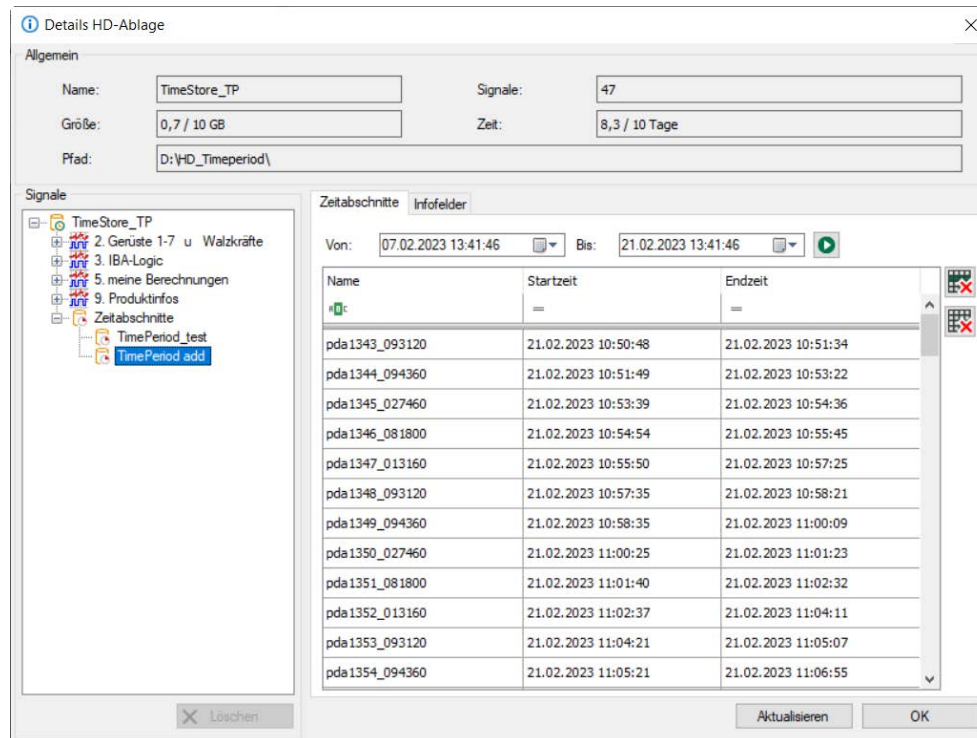 Details HD-Ablage
Allgemein
Name: TimeStore_TP Signale: 47
Größe: 0,7 / 10 GB Zeit: 8,3 / 10 Tage
Pfad: D:\HD_Timeperiod\
Signale
TimeStore_TP
2. Gerüste 1-7 u Walzkräfte
3. IBA-Logic
5. meine Berechnungen
9. Produktinfos
Zeitabschnitte
TimePeriod_test
TimePeriod add
Löschen
Zeitabschnitte Infofelder
Von: 07.02.2023 13:41:46 Bis: 21.02.2023 13:41:46
Name Startzeit Endzeit
= =
pda1343_093120 21.02.2023 10:50:48 21.02.2023 10:51:34
pda1344_094360 21.02.2023 10:51:49 21.02.2023 10:53:22
pda1345_027460 21.02.2023 10:53:39 21.02.2023 10:54:36
pda1346_081800 21.02.2023 10:54:54 21.02.2023 10:55:45
pda1347_013160 21.02.2023 10:55:50 21.02.2023 10:57:25
pda1348_093120 21.02.2023 10:57:35 21.02.2023 10:58:21
pda1349_094360 21.02.2023 10:58:35 21.02.2023 11:00:09
pda1350_027460 21.02.2023 11:00:25 21.02.2023 11:01:23
pda1351_081800 21.02.2023 11:01:40 21.02.2023 11:02:32
pda1352_013160 21.02.2023 11:02:37 21.02.2023 11:04:11
pda1353_093120 21.02.2023 11:04:21 21.02.2023 11:05:07
pda1354_094360 21.02.2023 11:05:21 21.02.2023 11:06:55
Aktualisieren OK